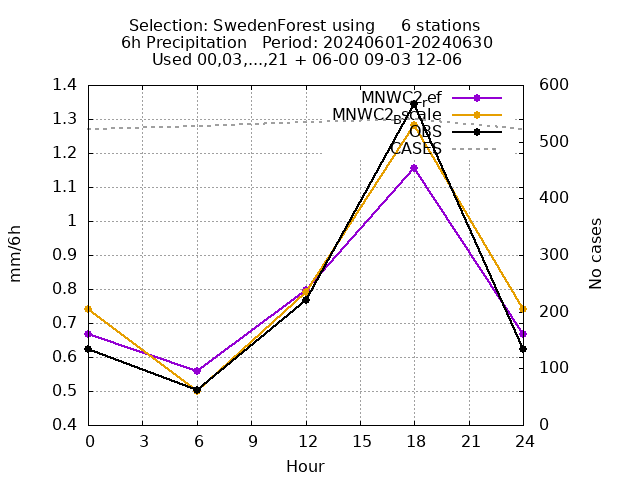 Selection: SwedenForest using 6 stations
6h Precipitation Period: 20240601-20240630
Used 00,03,...,21 + 06-00 09-03 12-06
MNWC2_ref
MNWC2_Bscale
OBS
CASES
1.4
1.3
1.2
1.1
1
0.9
0.8
0.7
0.6
0.5
0.4
mm/6h
600
500
400
300
200
100
0
No cases
0 3 6 9 12 15 18 21 24
Hour